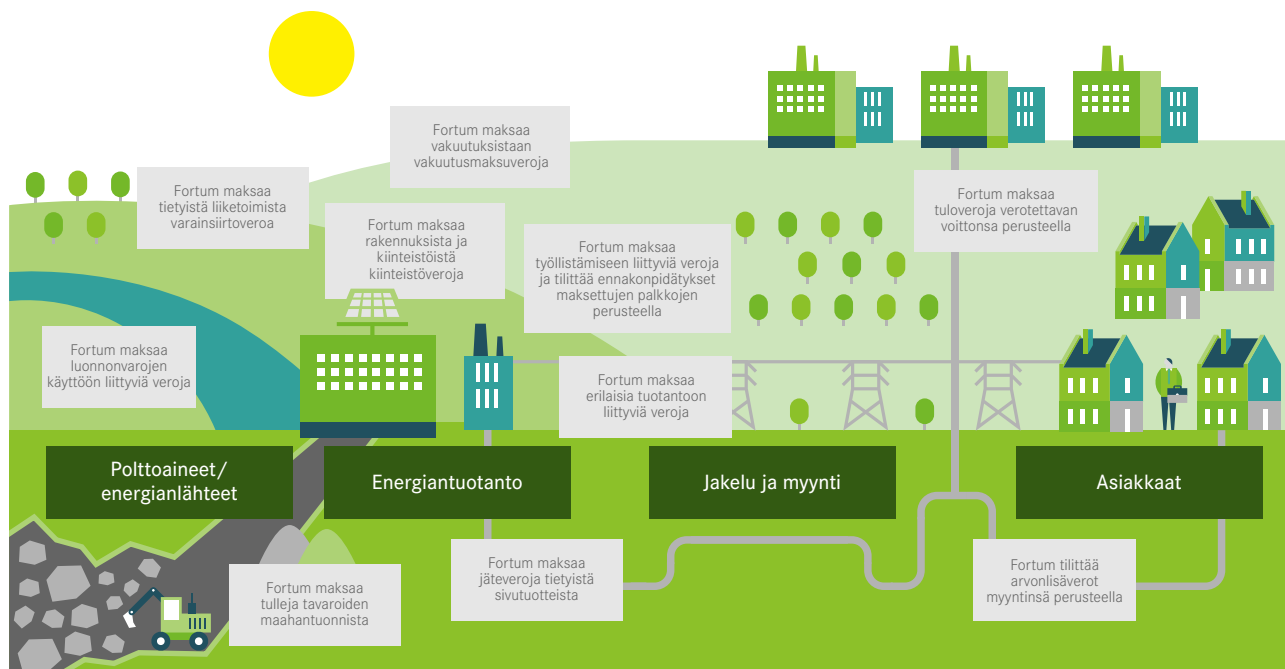 Fortum maksaa
vakuutuksistaan
vakuutusmaksuveroja
Fortum maksaa
tietyistä liiketoimista
varainsiirtoveroa
Fortum maksaa
tuloveroja verotettavan
voittonsa perusteella
Fortum maksaa
rakennuksista ja
kiinteistöistä
kiinteistöveroja
Fortum maksaa
työllistämiseen liittyviä veroja
ja tilittää ennakonpidätykset
maksettujen palkkojen
perusteella
Fortum maksaa
luonnonvarojen
käyttöön liittyviä veroja
Fortum maksaa
erilaisia tuotantoon
liittyviä veroja
Polttoaineet/
energianlähteet
Energiantuotanto
Jakelu ja myynti
Asiakkaat
Fortum maksaa
tulleja tavaroiden
maahantuonnista
Fortum maksaa
jäteveroja tietyistä
sivutuotteista
Fortum tilittää
arvonlisäverot
myyntinsä perusteella